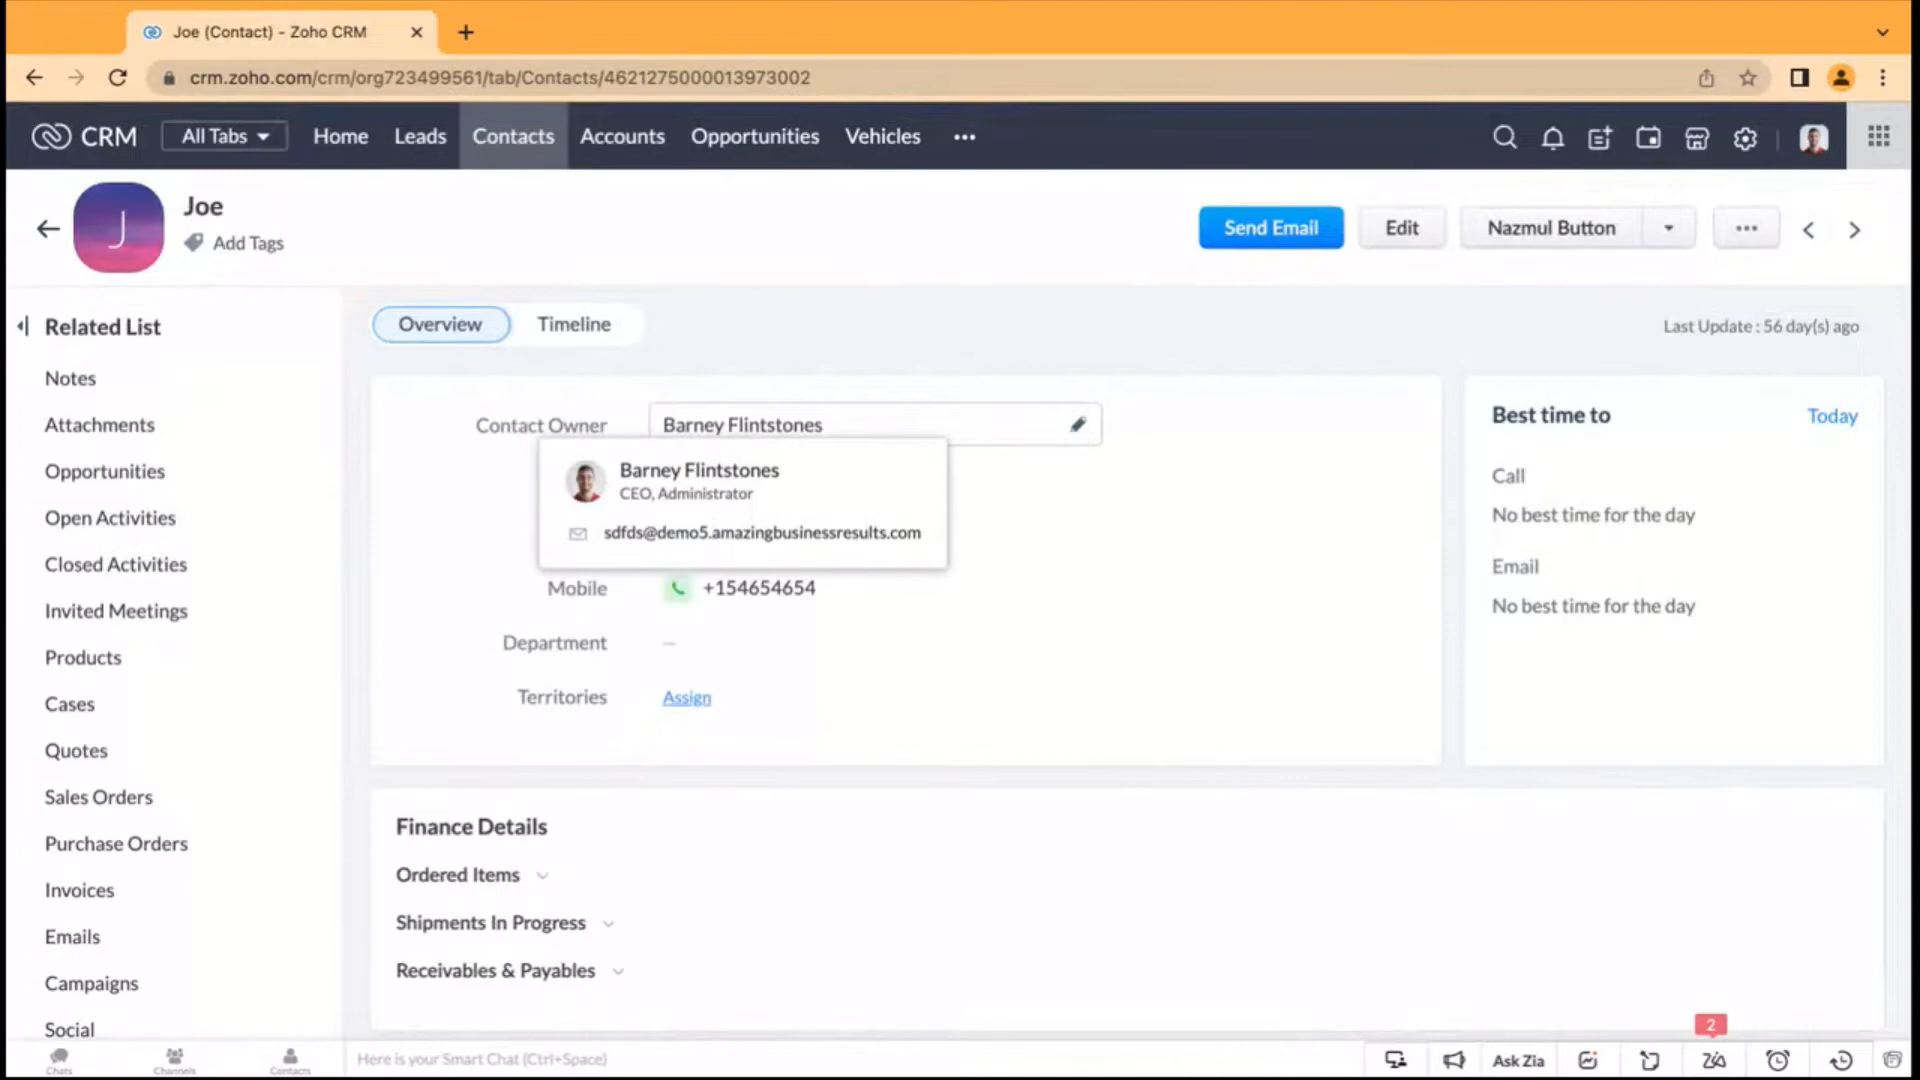 Joe (Contact) - Zoho CRM
crm.zoho.com/crm/org723499561/tab/Contacts/4621275000013973002
CRM All Tabs Home Leads Contacts Accounts Opportunities Vehicles
J
Joe
Add Tags
Send Email Edit Nazmul Button
Related List
Notes
Attachments
Opportunities
Open Activities
Closed Activities
Invited Meetings
Products
Cases
Quotes
Sales Orders
Purchase Orders
Invoices
Emails
Campaigns
Social
Overview Timeline
Last Update : 56 day(s) ago
Contact Owner Barney Flintstones
Barney Flintstones
CEO, Administrator
sdfds@demo5.amazingbusinessresults.com
Mobile +154654654
Department —
Territories Assign
Best time to Today
Call
No best time for the day
Email
No best time for the day
Finance Details
Ordered Items
Shipments In Progress
Receivables & Payables
2
Chats Channels Contacts
Here is your Smart Chat (Ctrl+Space)
Ask Zia